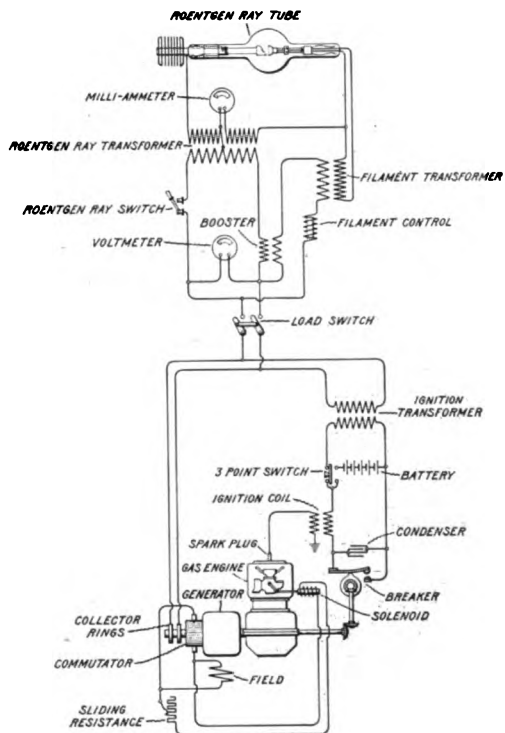 ROENTGEN RAY TUBE
MILLI-AMMETER
ROENTGEN RAY TRANSFORMER
FILAMENT TRANSFORMER
ROENTGEN RAY SWITCH
BOOSTER
FILAMENT CONTROL
VOLTMETER
LOAD SWITCH
IGNITION
TRANSFORMER
3 POINT SWITCH
BATTERY
IGNITION COIL
CONDENSER
SPARK PLUG
GAS ENGINE
BREAKER
GENERATOR
SOLENOID
COLLECTOR
RINGS
COMMUTATOR
FIELD
SLIDING
RESISTANCE